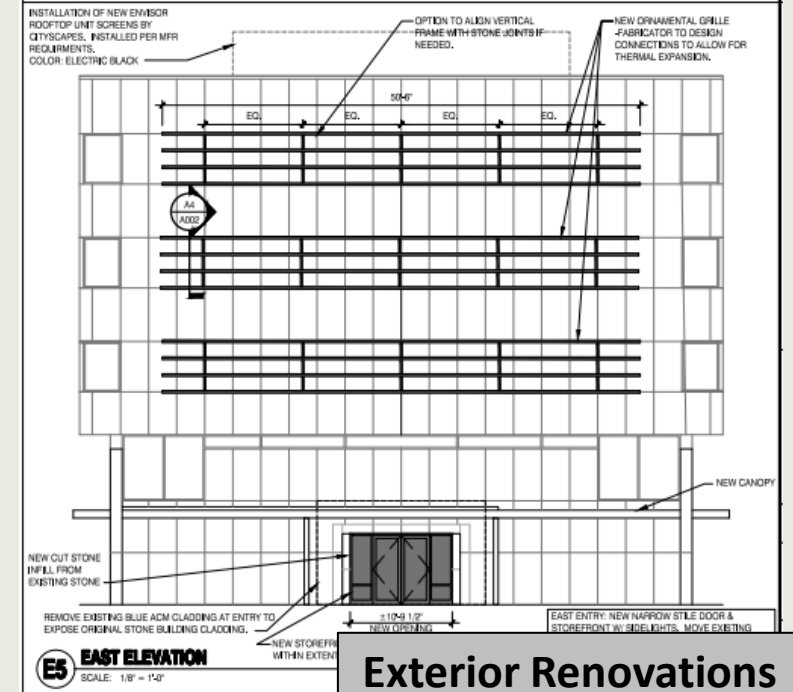 INSTALLATION OF NEW ENVISOR
ROOFTOP UNIT SCREENS BY
CITYSCAPES. INSTALLED PER MFR
REQUIRMENTS.
COLOR: ELECTRIC BLACK
OPTION TO ALIGN VERTICAL
FRAME WITH STONE JOINTS IF
NEEDED.
NEW ORNAMENTAL GRILLE
-FABRICATOR TO DESIGN
CONNECTIONS TO ALLOW FOR
THERMAL EXPANSION.
50'-6"
EQ. EQ. EQ. EQ.
A4
A002
NEW CANOPY
NEW CUT STONE
INFILL FROM
EXISTING STONE
REMOVE EXISTING BLUE ACM CLADDING AT ENTRY TO
EXPOSE ORIGINAL STONE BUILDING CLADDING.
±10'-9 1/2"
NEW OPENING
EAST ENTRY: NEW NARROW STILE DOOR &
STOREFRONT W/ SIDELIGHTS. MOVE EXISTING
NEW STOREFR
WITHIN EXTENT
E5 EAST ELEVATION
SCALE: 1/8" = 1'-0"
Exterior Renovations